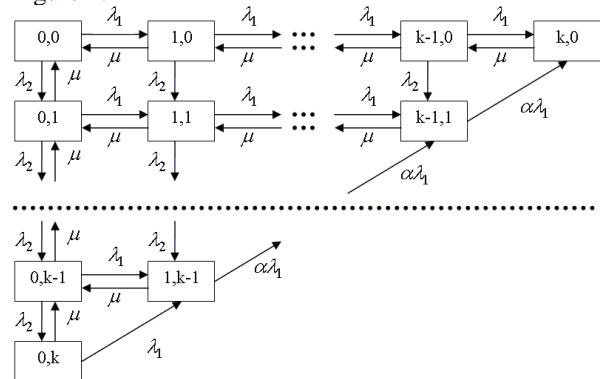 λ₁ λ₁ λ₁ λ₁
0,0 1,0 ••• k-1,0 k,0
μ μ μ μ
λ₂ μ λ₂ λ₂
λ₁ λ₁ λ₁ αλ₁
0,1 1,1 ••• k-1,1
μ μ μ
λ₂ μ λ₂ αλ₁
λ₂ μ λ₂
λ₁ αλ₁
0,k-1 1,k-1
μ
λ₂ μ
λ₁
0,k